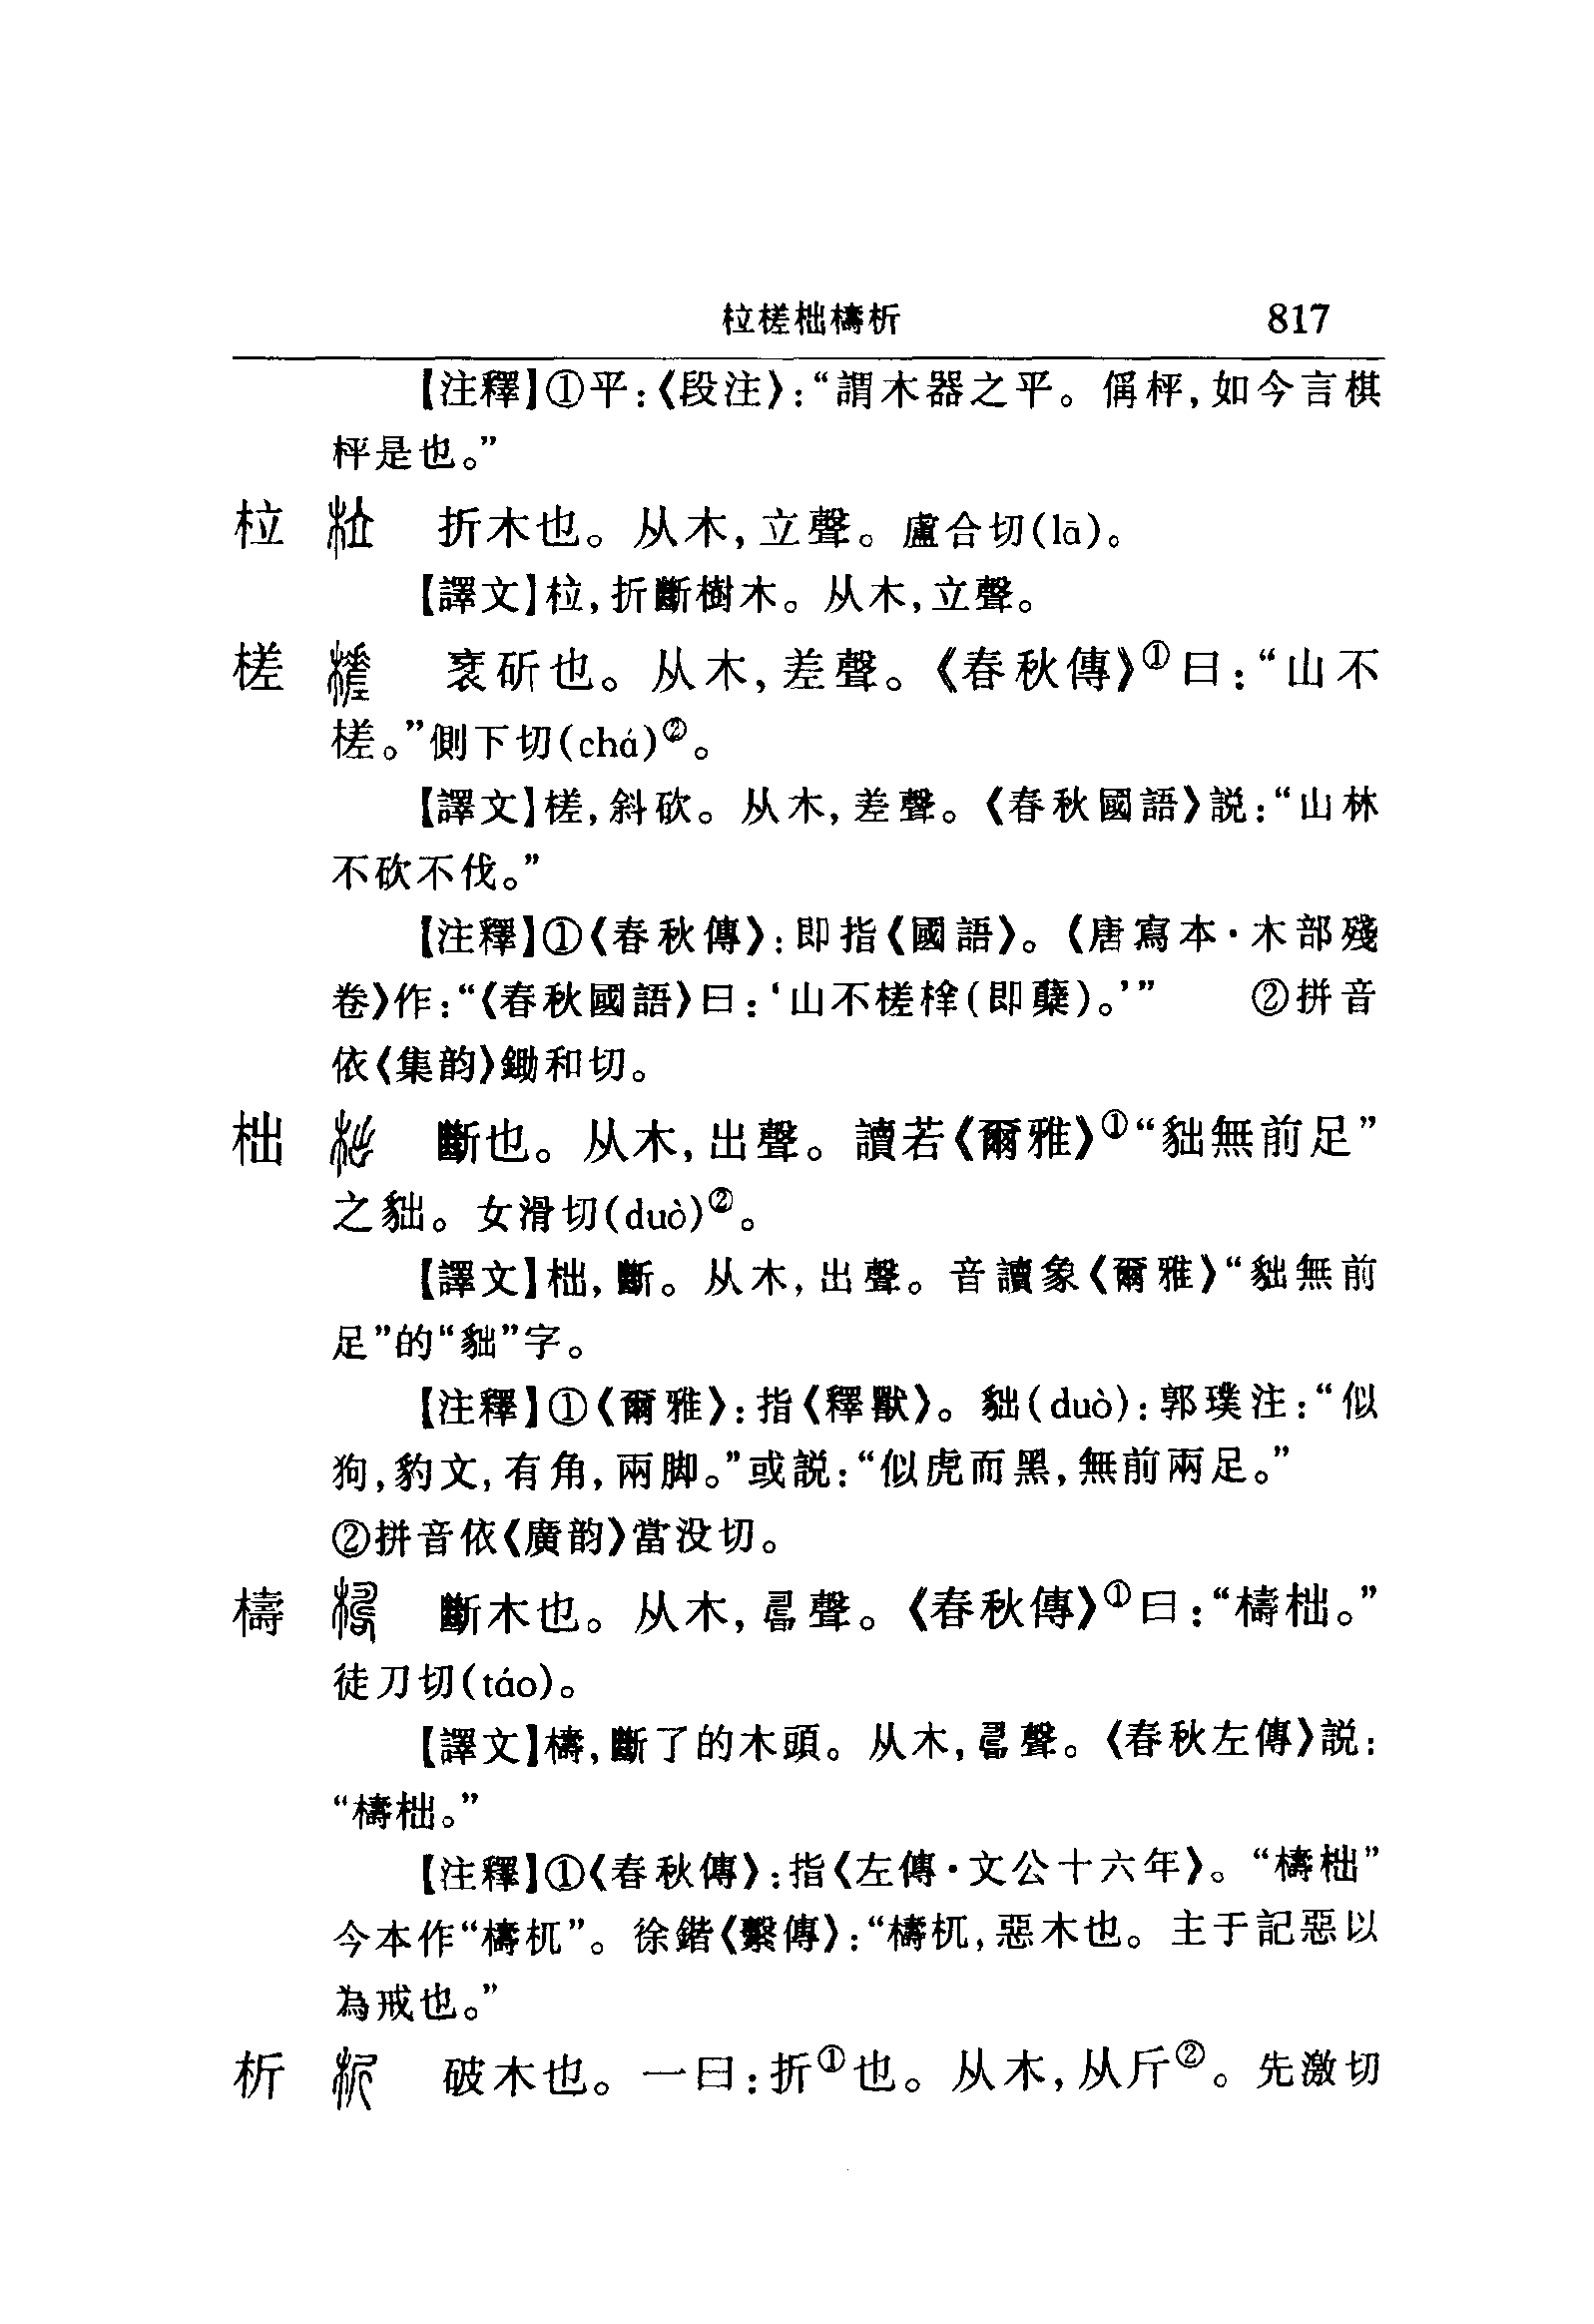 柆槎柮檮析 817
【注釋】①平:《段注》:“謂木器之平。偁枰,如今言棋
枰是也。”
柆 折木也。从木,立聲。盧合切(lā)。
【譯文】柆,折斷樹木。从木,立聲。
槎 衺斫也。从木,差聲。《春秋傳》①曰:“山不
槎。”側下切(chá)②。
【譯文】槎,斜砍。从木,差聲。《春秋國語》説:“山林
不砍不伐。”
【注釋】①《春秋傳》:即指《國語》。《唐寫本·木部殘
卷》作:“《春秋國語》曰:‘山不槎𣓁(即蘖)。’” ②拼音
依《集韵》鋤和切。
柮 斷也。从木,出聲。讀若《爾雅》①“貀無前足”
之貀。女滑切(duò)②。
【譯文】柮,斷。从木,出聲。音讀象《爾雅》“貀無前
足”的“貀”字。
【注釋】①《爾雅》:指《釋獸》。貀(duò):郭璞注:“似
狗,豹文,有角,兩脚。”或説:“似虎而黑,無前兩足。”
②拼音依《廣韵》當没切。
檮 斷木也。从木,𠷎聲。《春秋傳》①曰:“檮柮。”
徒刀切(táo)。
【譯文】檮,斷了的木頭。从木,𠷎聲。《春秋左傳》説:
“檮柮。”
【注釋】①《春秋傳》:指《左傳·文公十六年》。“檮柮”
今本作“檮杌”。徐鍇《繫傳》:“檮杌,惡木也。主于記惡以
為戒也。”
析 破木也。一曰:折①也。从木,从斤②。先激切